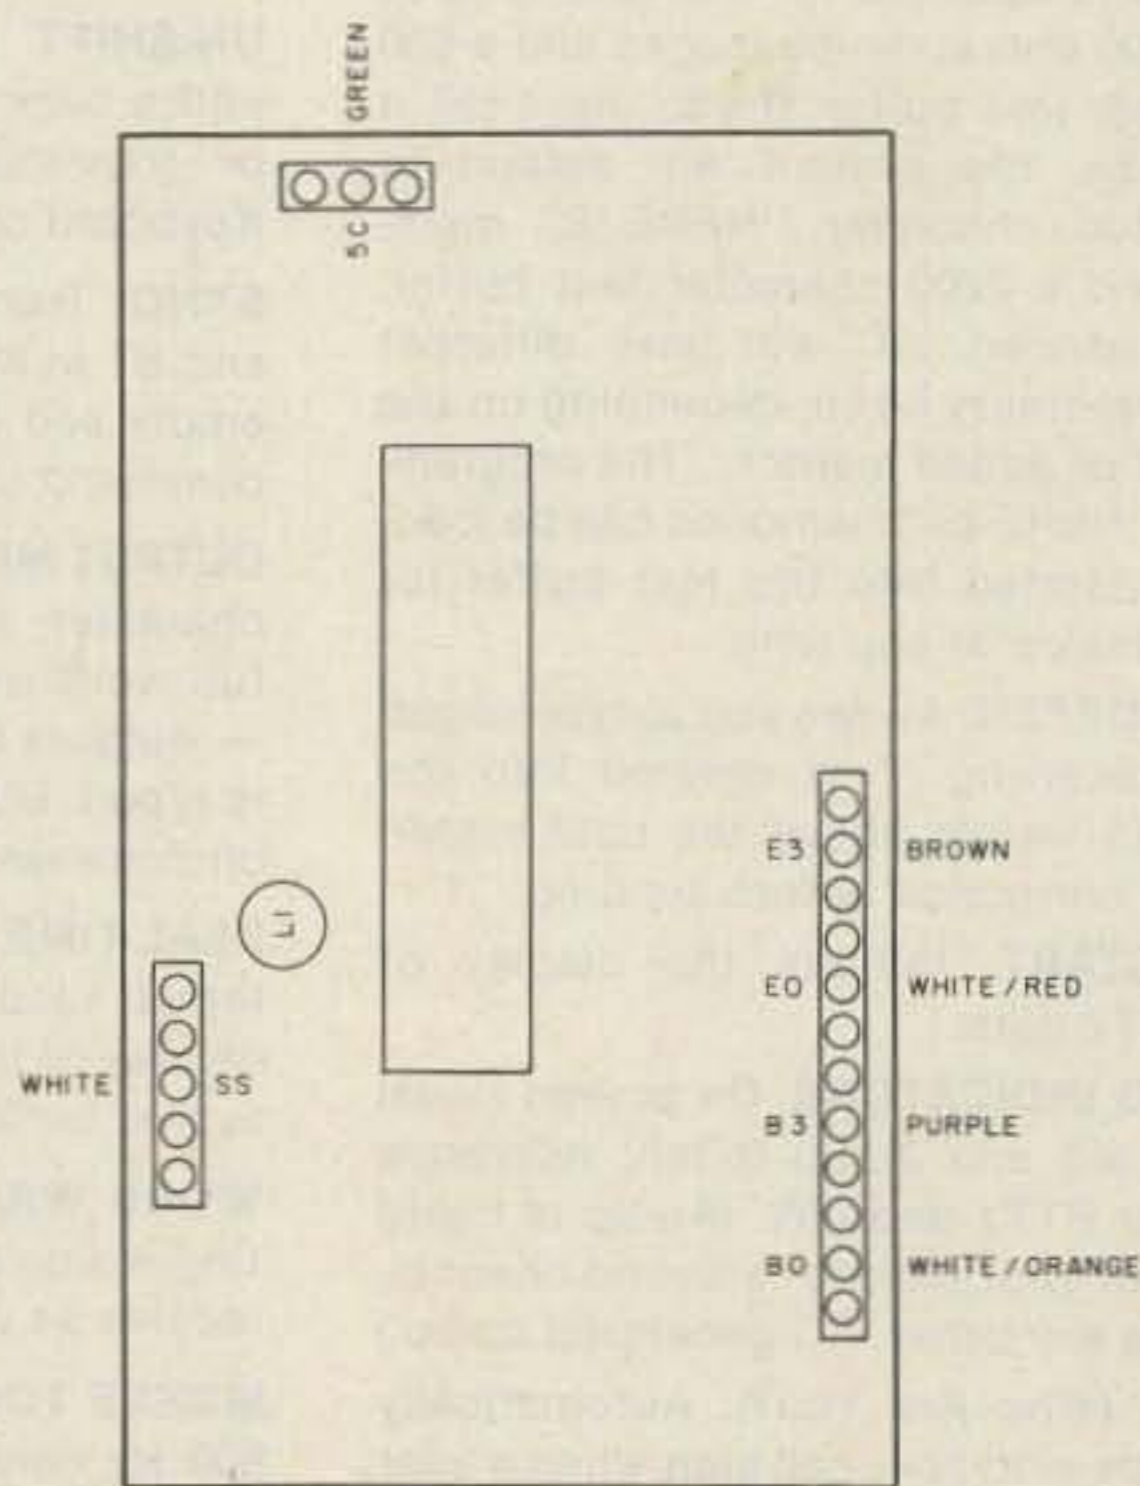 GREEN
5C
E3 BROWN
L1
E0 WHITE/RED
WHITE SS
B3 PURPLE
B0 WHITE/ORANGE